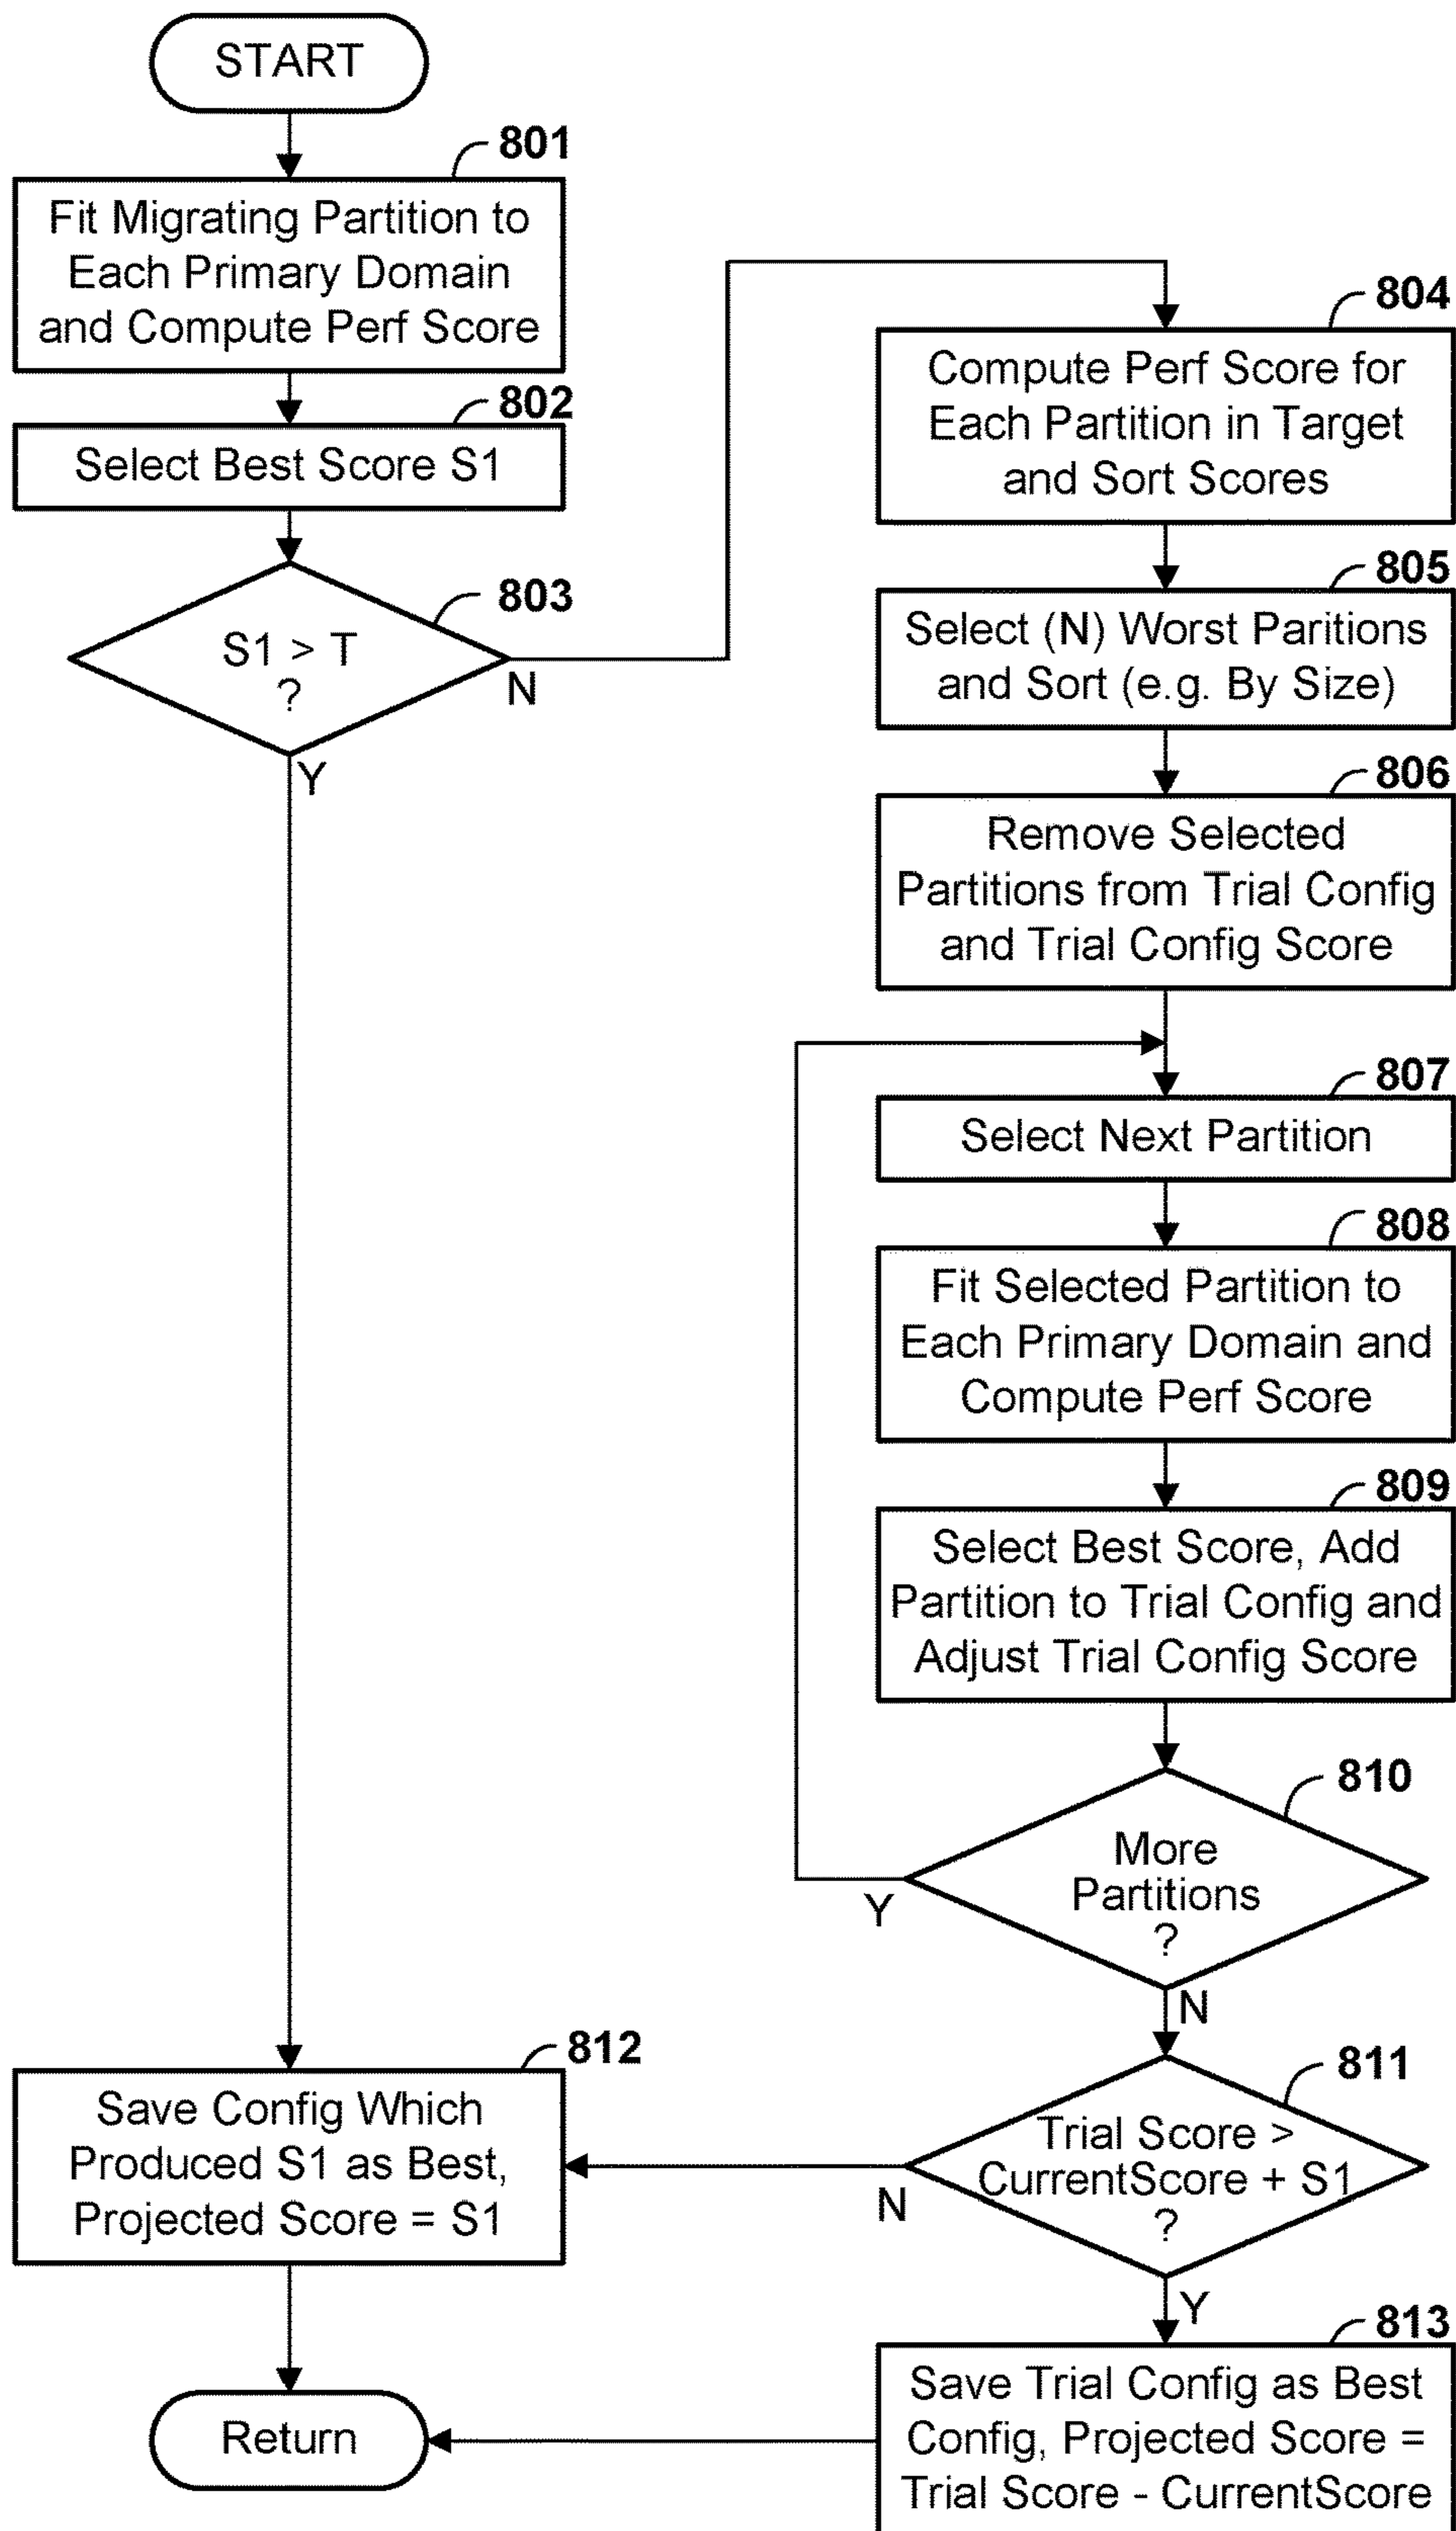 START
801
Fit Migrating Partition to
Each Primary Domain
and Compute Perf Score
802
Select Best Score S1
803
S1 > T
?
N
Y
804
Compute Perf Score for
Each Partition in Target
and Sort Scores
805
Select (N) Worst Paritions
and Sort (e.g. By Size)
806
Remove Selected
Partitions from Trial Config
and Trial Config Score
807
Select Next Partition
808
Fit Selected Partition to
Each Primary Domain and
Compute Perf Score
809
Select Best Score, Add
Partition to Trial Config and
Adjust Trial Config Score
810
More
Partitions
?
Y
N
811
Trial Score >
CurrentScore + S1
?
N
Y
812
Save Config Which
Produced S1 as Best,
Projected Score = S1
813
Save Trial Config as Best
Config, Projected Score =
Trial Score - CurrentScore
Return